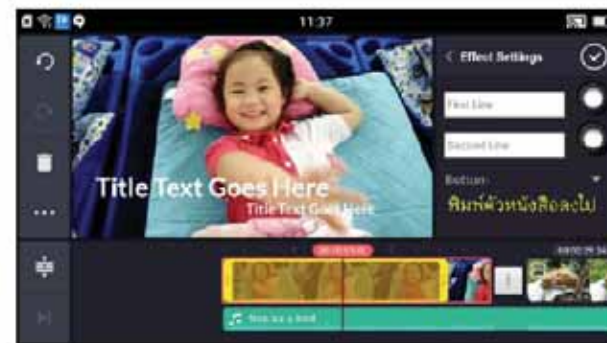 11:37
Effect Settings
First Line
Second Line
Title Text Goes Here
Title Text Goes Here
Bottom
พิมพ์ตัวหนังสือลงไป